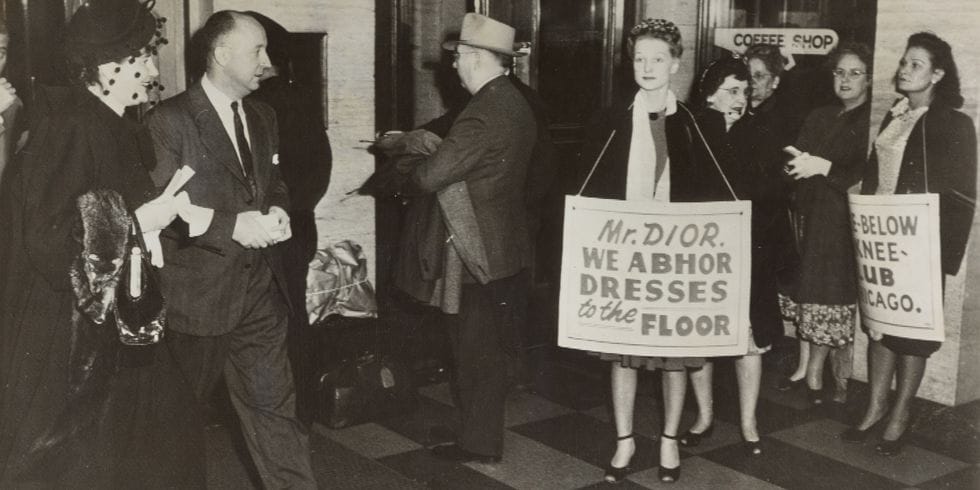 COFFEE SHOP
Mr. DIOR.
WE ABHOR
DRESSES
to the FLOOR
E-BELOW
KNEE-
UB
ICAGO.